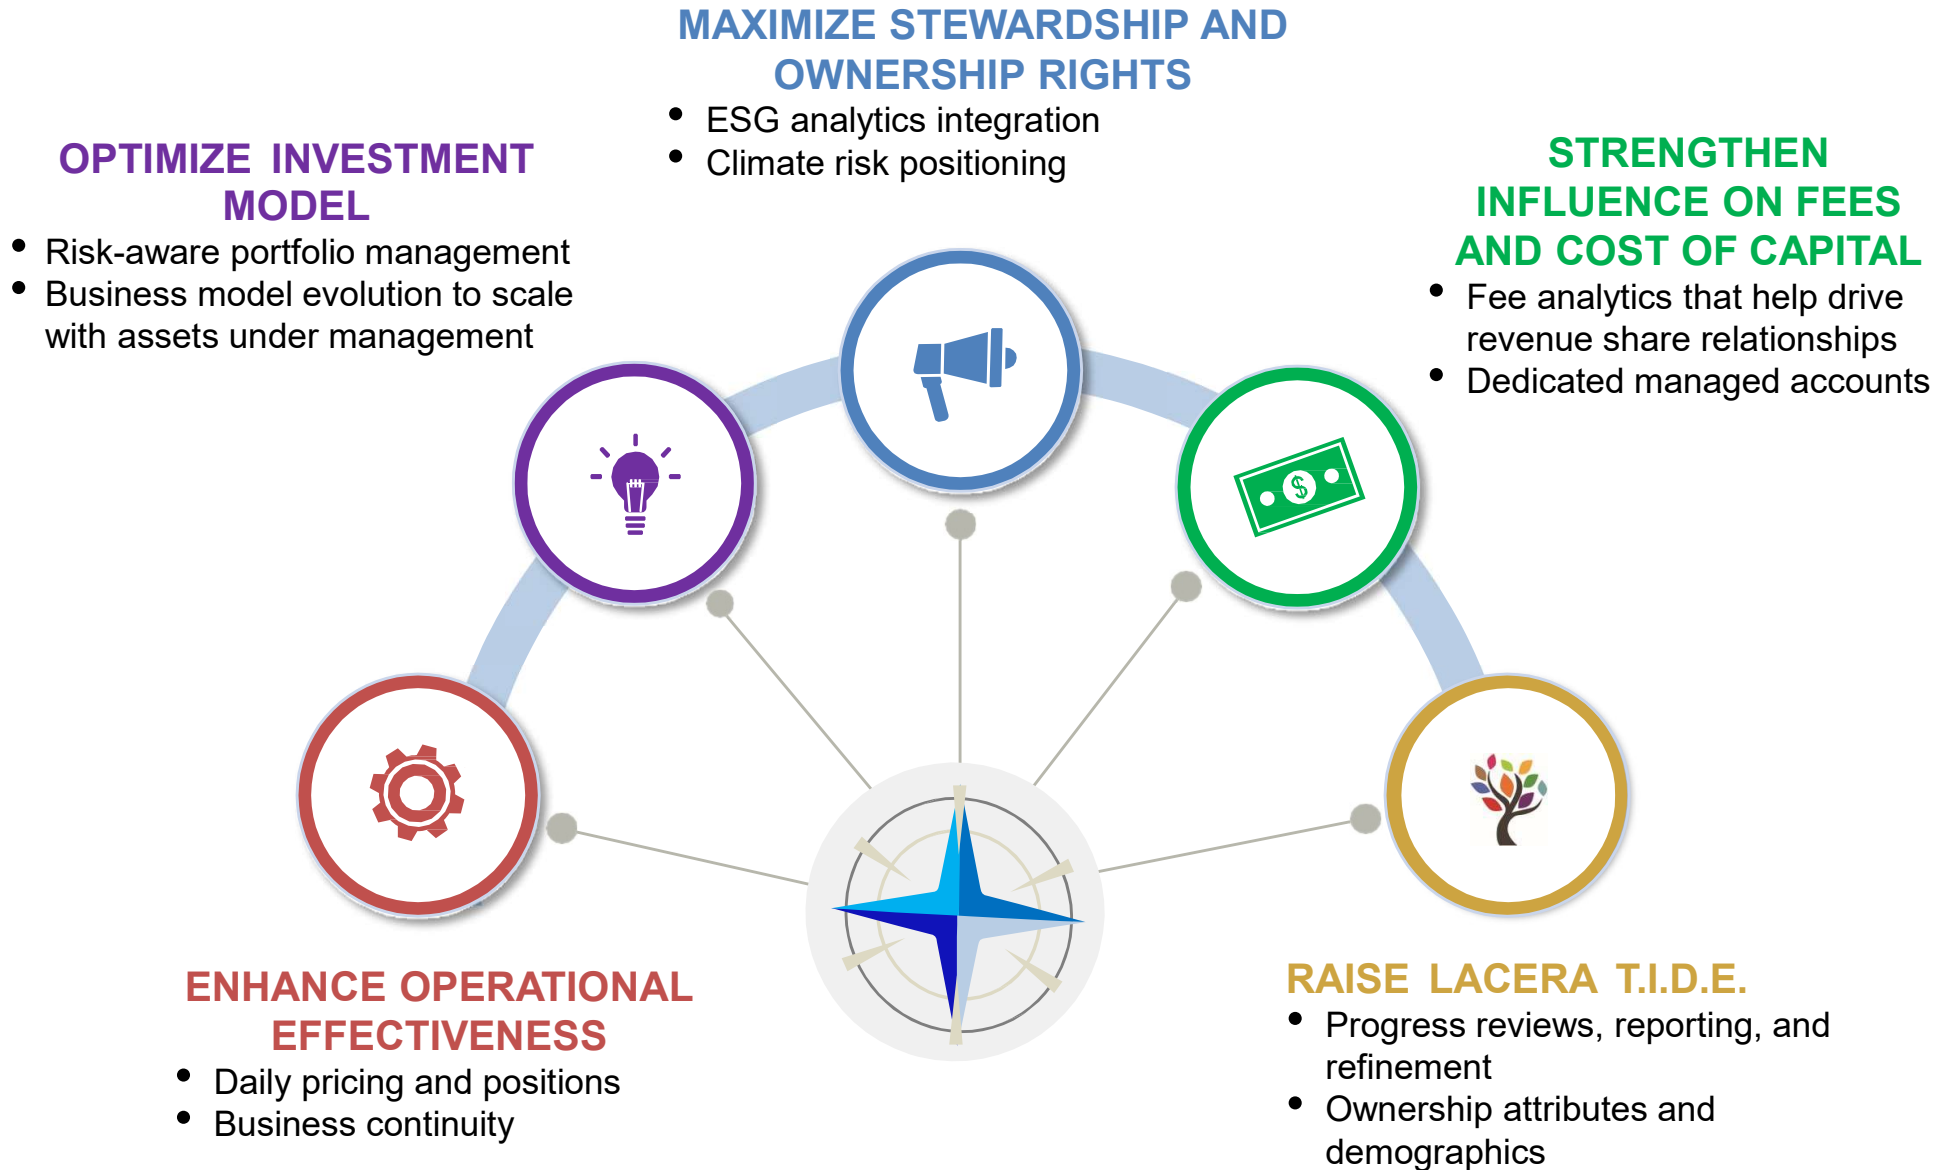 MAXIMIZE STEWARDSHIP AND
OWNERSHIP RIGHTS
• ESG analytics integration
• Climate risk positioning
OPTIMIZE INVESTMENT
MODEL
• Risk-aware portfolio management
• Business model evolution to scale
with assets under management
STRENGTHEN
INFLUENCE ON FEES
AND COST OF CAPITAL
• Fee analytics that help drive
revenue share relationships
• Dedicated managed accounts
$
ENHANCE OPERATIONAL
EFFECTIVENESS
• Daily pricing and positions
• Business continuity
RAISE LACERA T.I.D.E.
• Progress reviews, reporting, and
refinement
• Ownership attributes and
demographics